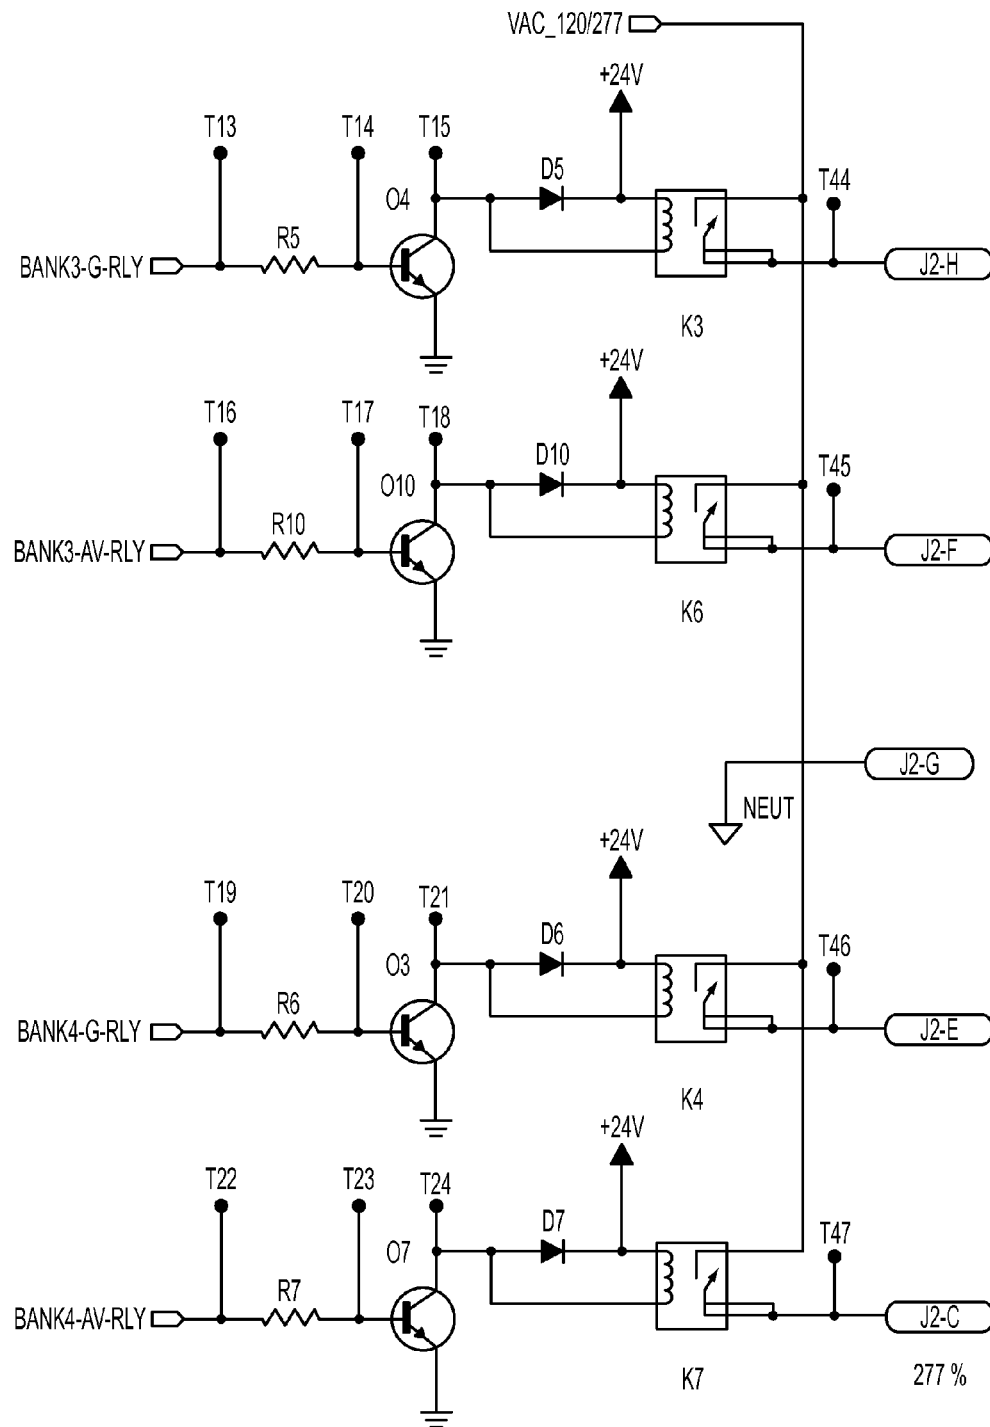 VAC_120/277
+24V
T13
T14
T15
D5
T44
O4
R5
BANK3-G-RLY
J2-H
K3
+24V
T16
T17
T18
D10
T45
O10
R10
BANK3-AV-RLY
J2-F
K6
J2-G
NEUT
+24V
T19
T20
T21
D6
T46
O3
R6
BANK4-G-RLY
J2-E
K4
+24V
T22
T23
T24
D7
T47
O7
R7
BANK4-AV-RLY
J2-C
K7
277 %